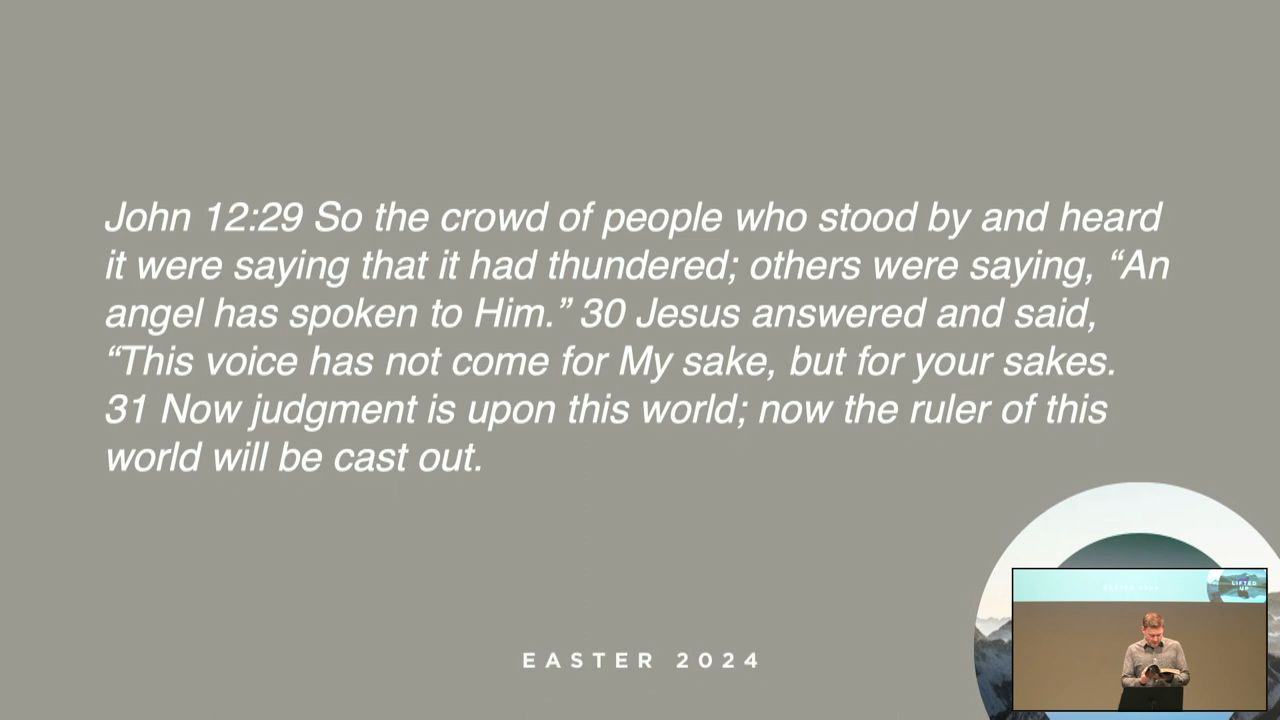 John 12:29 So the crowd of people who stood by and heard
it were saying that it had thundered; others were saying, “An
angel has spoken to Him.” 30 Jesus answered and said,
“This voice has not come for My sake, but for your sakes.
31 Now judgment is upon this world; now the ruler of this
world will be cast out.
EASTER 2024
LIFTED
UP